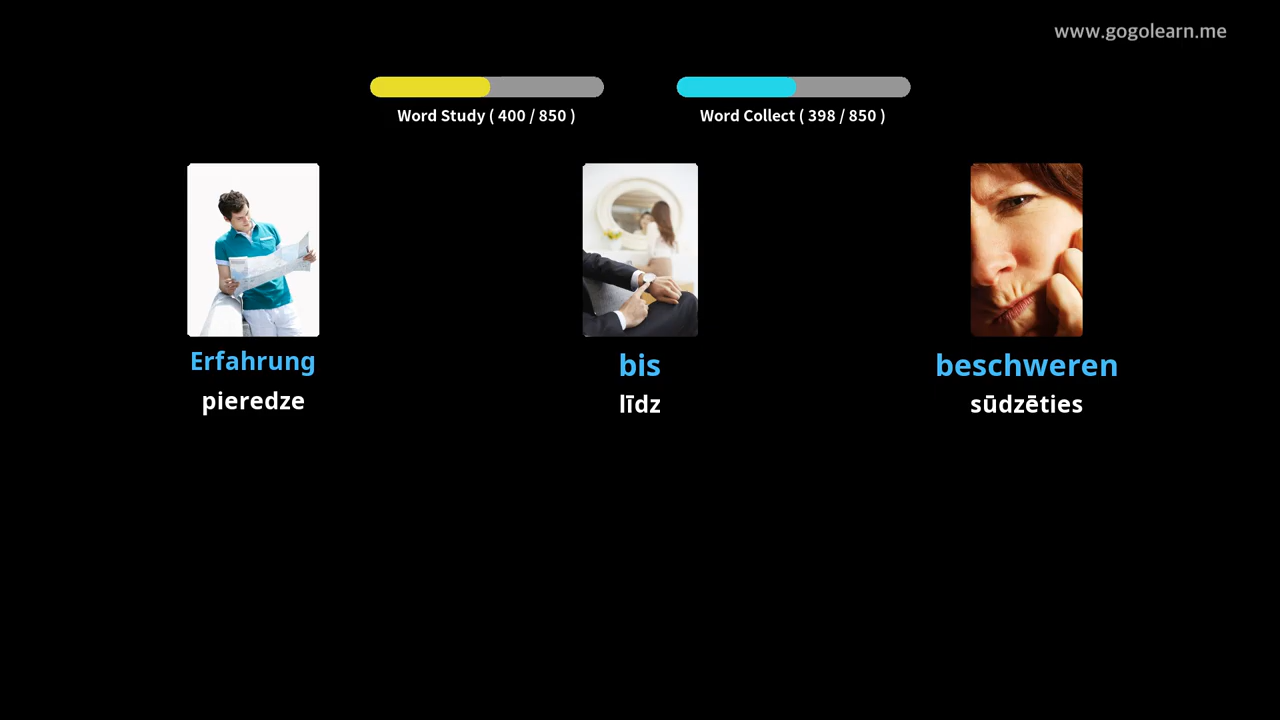 www.gogolearn.me
Word Study ( 400 / 850 )
Word Collect ( 398 / 850 )
Erfahrung
pieredze
bis
līdz
beschweren
sūdzēties